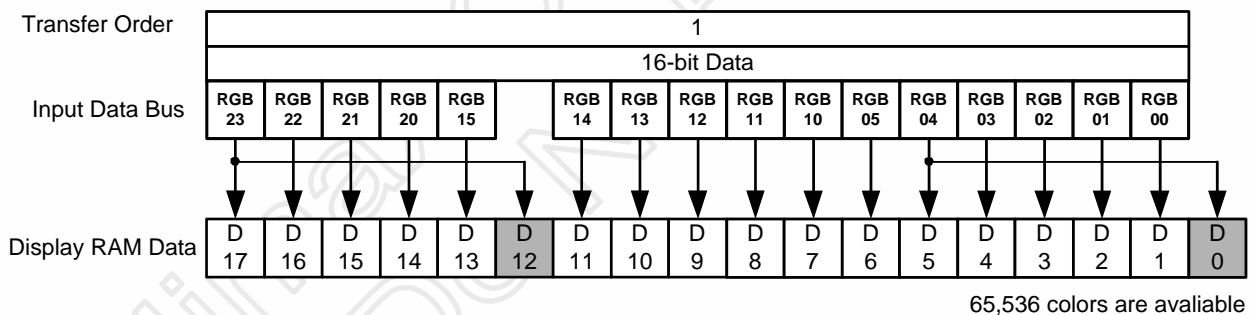 Transfer Order 1
16-bit Data
Input Data Bus RGB 23 RGB 22 RGB 21 RGB 20 RGB 15 RGB 14 RGB 13 RGB 12 RGB 11 RGB 10 RGB 05 RGB 04 RGB 03 RGB 02 RGB 01 RGB 00
Display RAM Data D 17 D 16 D 15 D 14 D 13 D 12 D 11 D 10 D 9 D 8 D 7 D 6 D 5 D 4 D 3 D 2 D 1 D 0
65,536 colors are avaliable